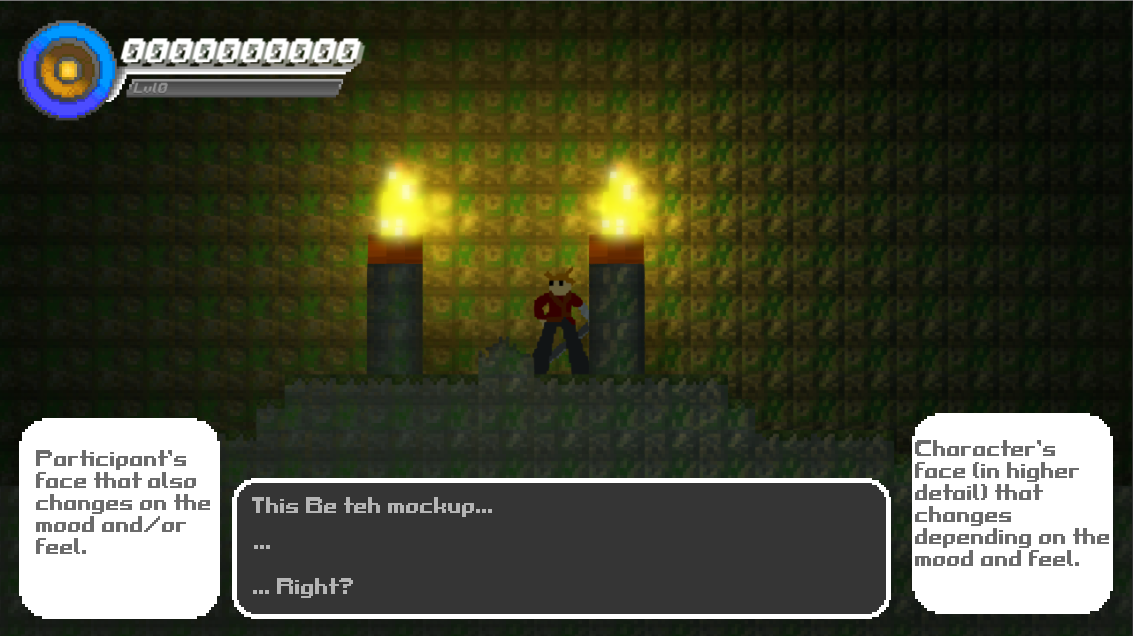 0000000000
Lvl0
Participant's
face that also
changes on the
mood and/or
feel.
This Be teh mockup...
...
... Right?
Character's
face (in higher
detail) that
changes
depending on the
mood and feel.